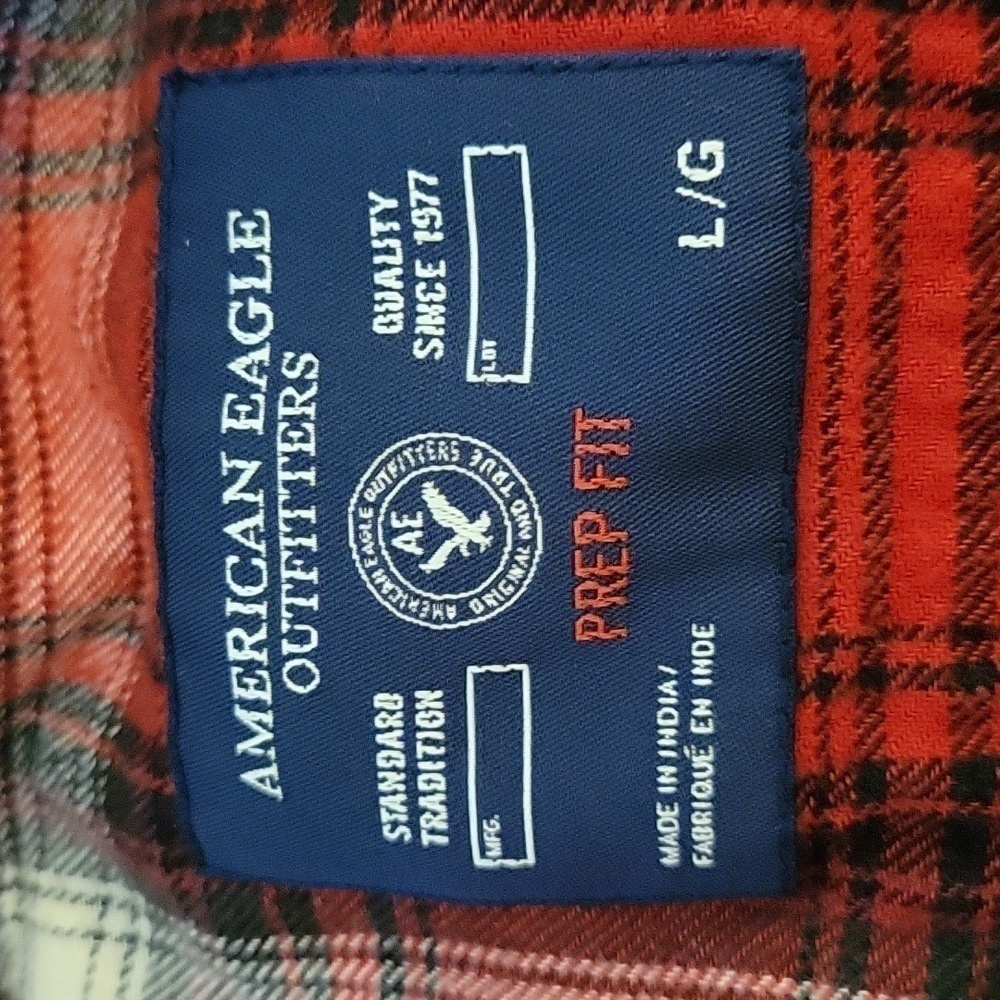 AMERICAN EAGLE
OUTFITTERS
STANDARD
TRADITION
MFG.
AMERICAN EAGLE OUTFITTERS
AE
ORIGINAL AND TRUE
QUALITY
SINCE 1977
LOT
PREP FIT
MADE IN INDIA/
FABRIQUÉ EN INDE
L/G